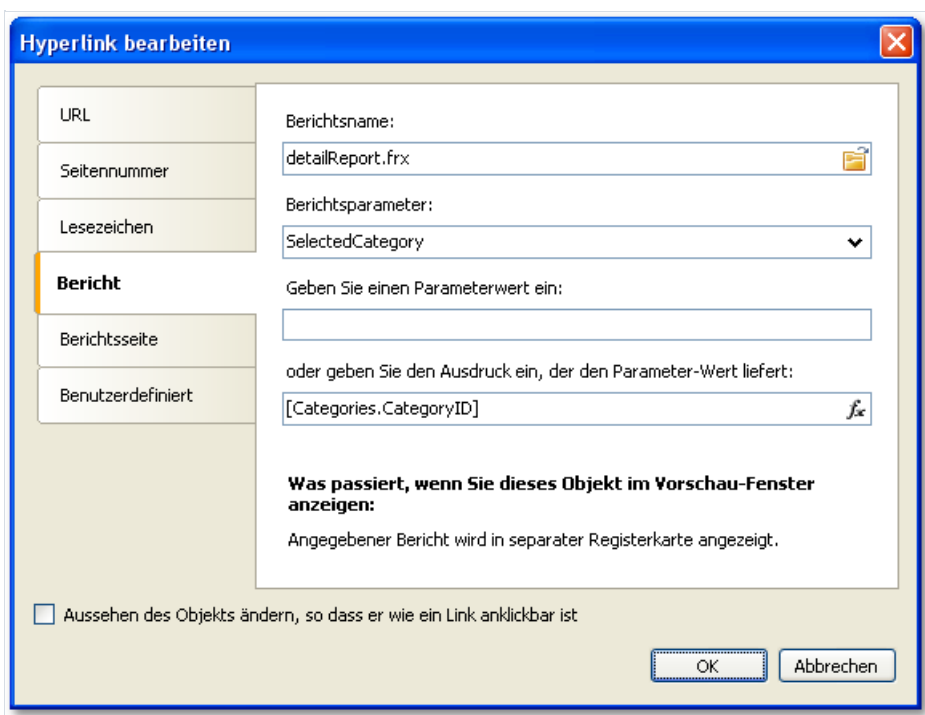 Hyperlink bearbeiten
URL
Seitennummer
Lesezeichen
Bericht
Berichtsseite
Benutzerdefiniert
Berichtsname:
detailReport.frx
Berichtsparameter:
SelectedCategory
Geben Sie einen Parameterwert ein:
oder geben Sie den Ausdruck ein, der den Parameter-Wert liefert:
[Categories.CategoryID]
fx
Was passiert, wenn Sie dieses Objekt im Vorschau-Fenster
anzeigen:
Angegebener Bericht wird in separater Registerkarte angezeigt.
Aussehen des Objekts ändern, so dass er wie ein Link anklickbar ist
OK
Abbrechen